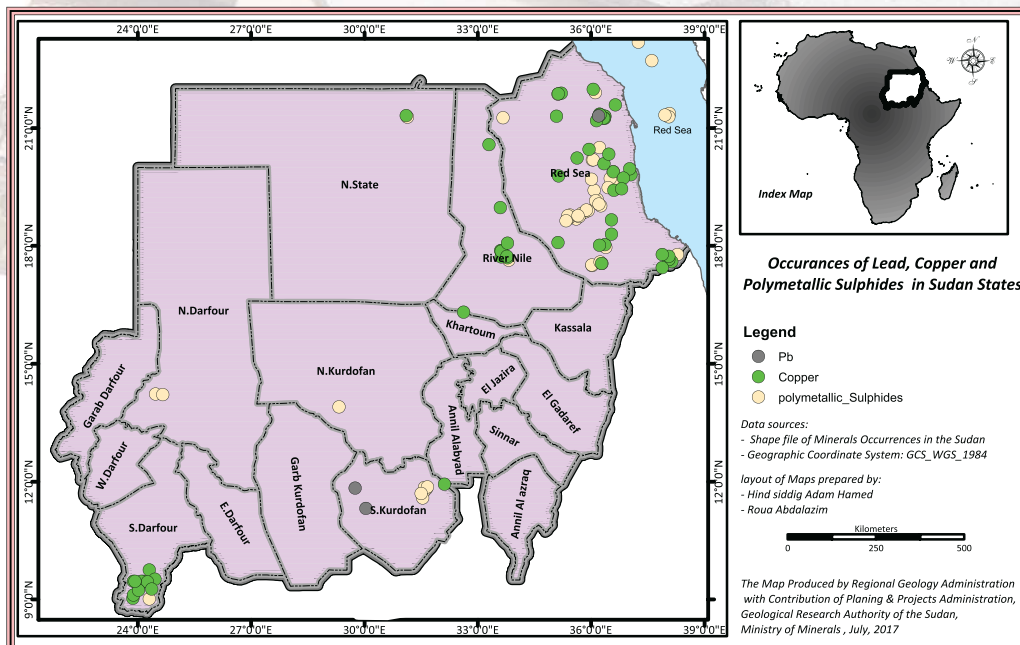 24°0'0"E 27°0'0"E 30°0'0"E 33°0'0"E 36°0'0"E 39°0'0"E
21°0'0"N
18°0'0"N
15°0'0"N
12°0'0"N
9°0'0"N
21°0'0"N
18°0'0"N
15°0'0"N
12°0'0"N
9°0'0"N
24°0'0"E 27°0'0"E 30°0'0"E 33°0'0"E 36°0'0"E 39°0'0"E
Red Sea
Red Sea
N.State
River Nile
N.Darfour
Khartoum
Kassala
N.Kurdofan
Garab Darfour
El Jazira
El Gadaref
Annil Alabyad
Sinnar
W.Darfour
Garb Kurdofan
S.Kurdofan
Annil Al azraq
S.Darfour
E.Darfour
N
W
E
S
Index Map
Occurances of Lead, Copper and
Polymetallic Sulphides in Sudan States
Legend
Pb
Copper
polymetallic_Sulphides
Data sources:
- Shape file of Minerals Occurrences in the Sudan
- Geographic Coordinate System: GCS_WGS_1984
layout of Maps prepared by:
- Hind siddig Adam Hamed
- Roua Abdalazim
Kilometers
0 250 500
The Map Produced by Regional Geology Administration
with Contribution of Planing & Projects Administration,
Geological Research Authority of the Sudan,
Ministry of Minerals , July, 2017